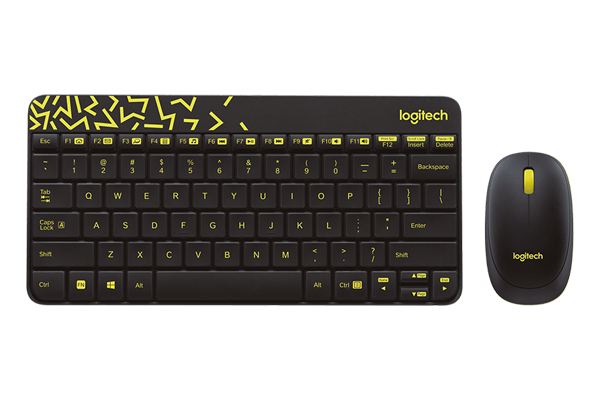 logitech
Esc F1 F2 F3 F4 F5 F6 F7 F8 F9 F10 F11 F12 Insert Delete
~ ` ! 1 @ 2 # 3 $ 4 % 5 ^ 6 & 7 * 8 ( 9 ) 0 _ - + = Backspace
Tab Q W E R T Y U I O P { [ } ] | \
Caps Lock A A S D F G H J K L : ; " ' Enter
Shift Z X C V B N M < , > . ? / Shift
Ctrl FN Alt Alt Ctrl
logitech